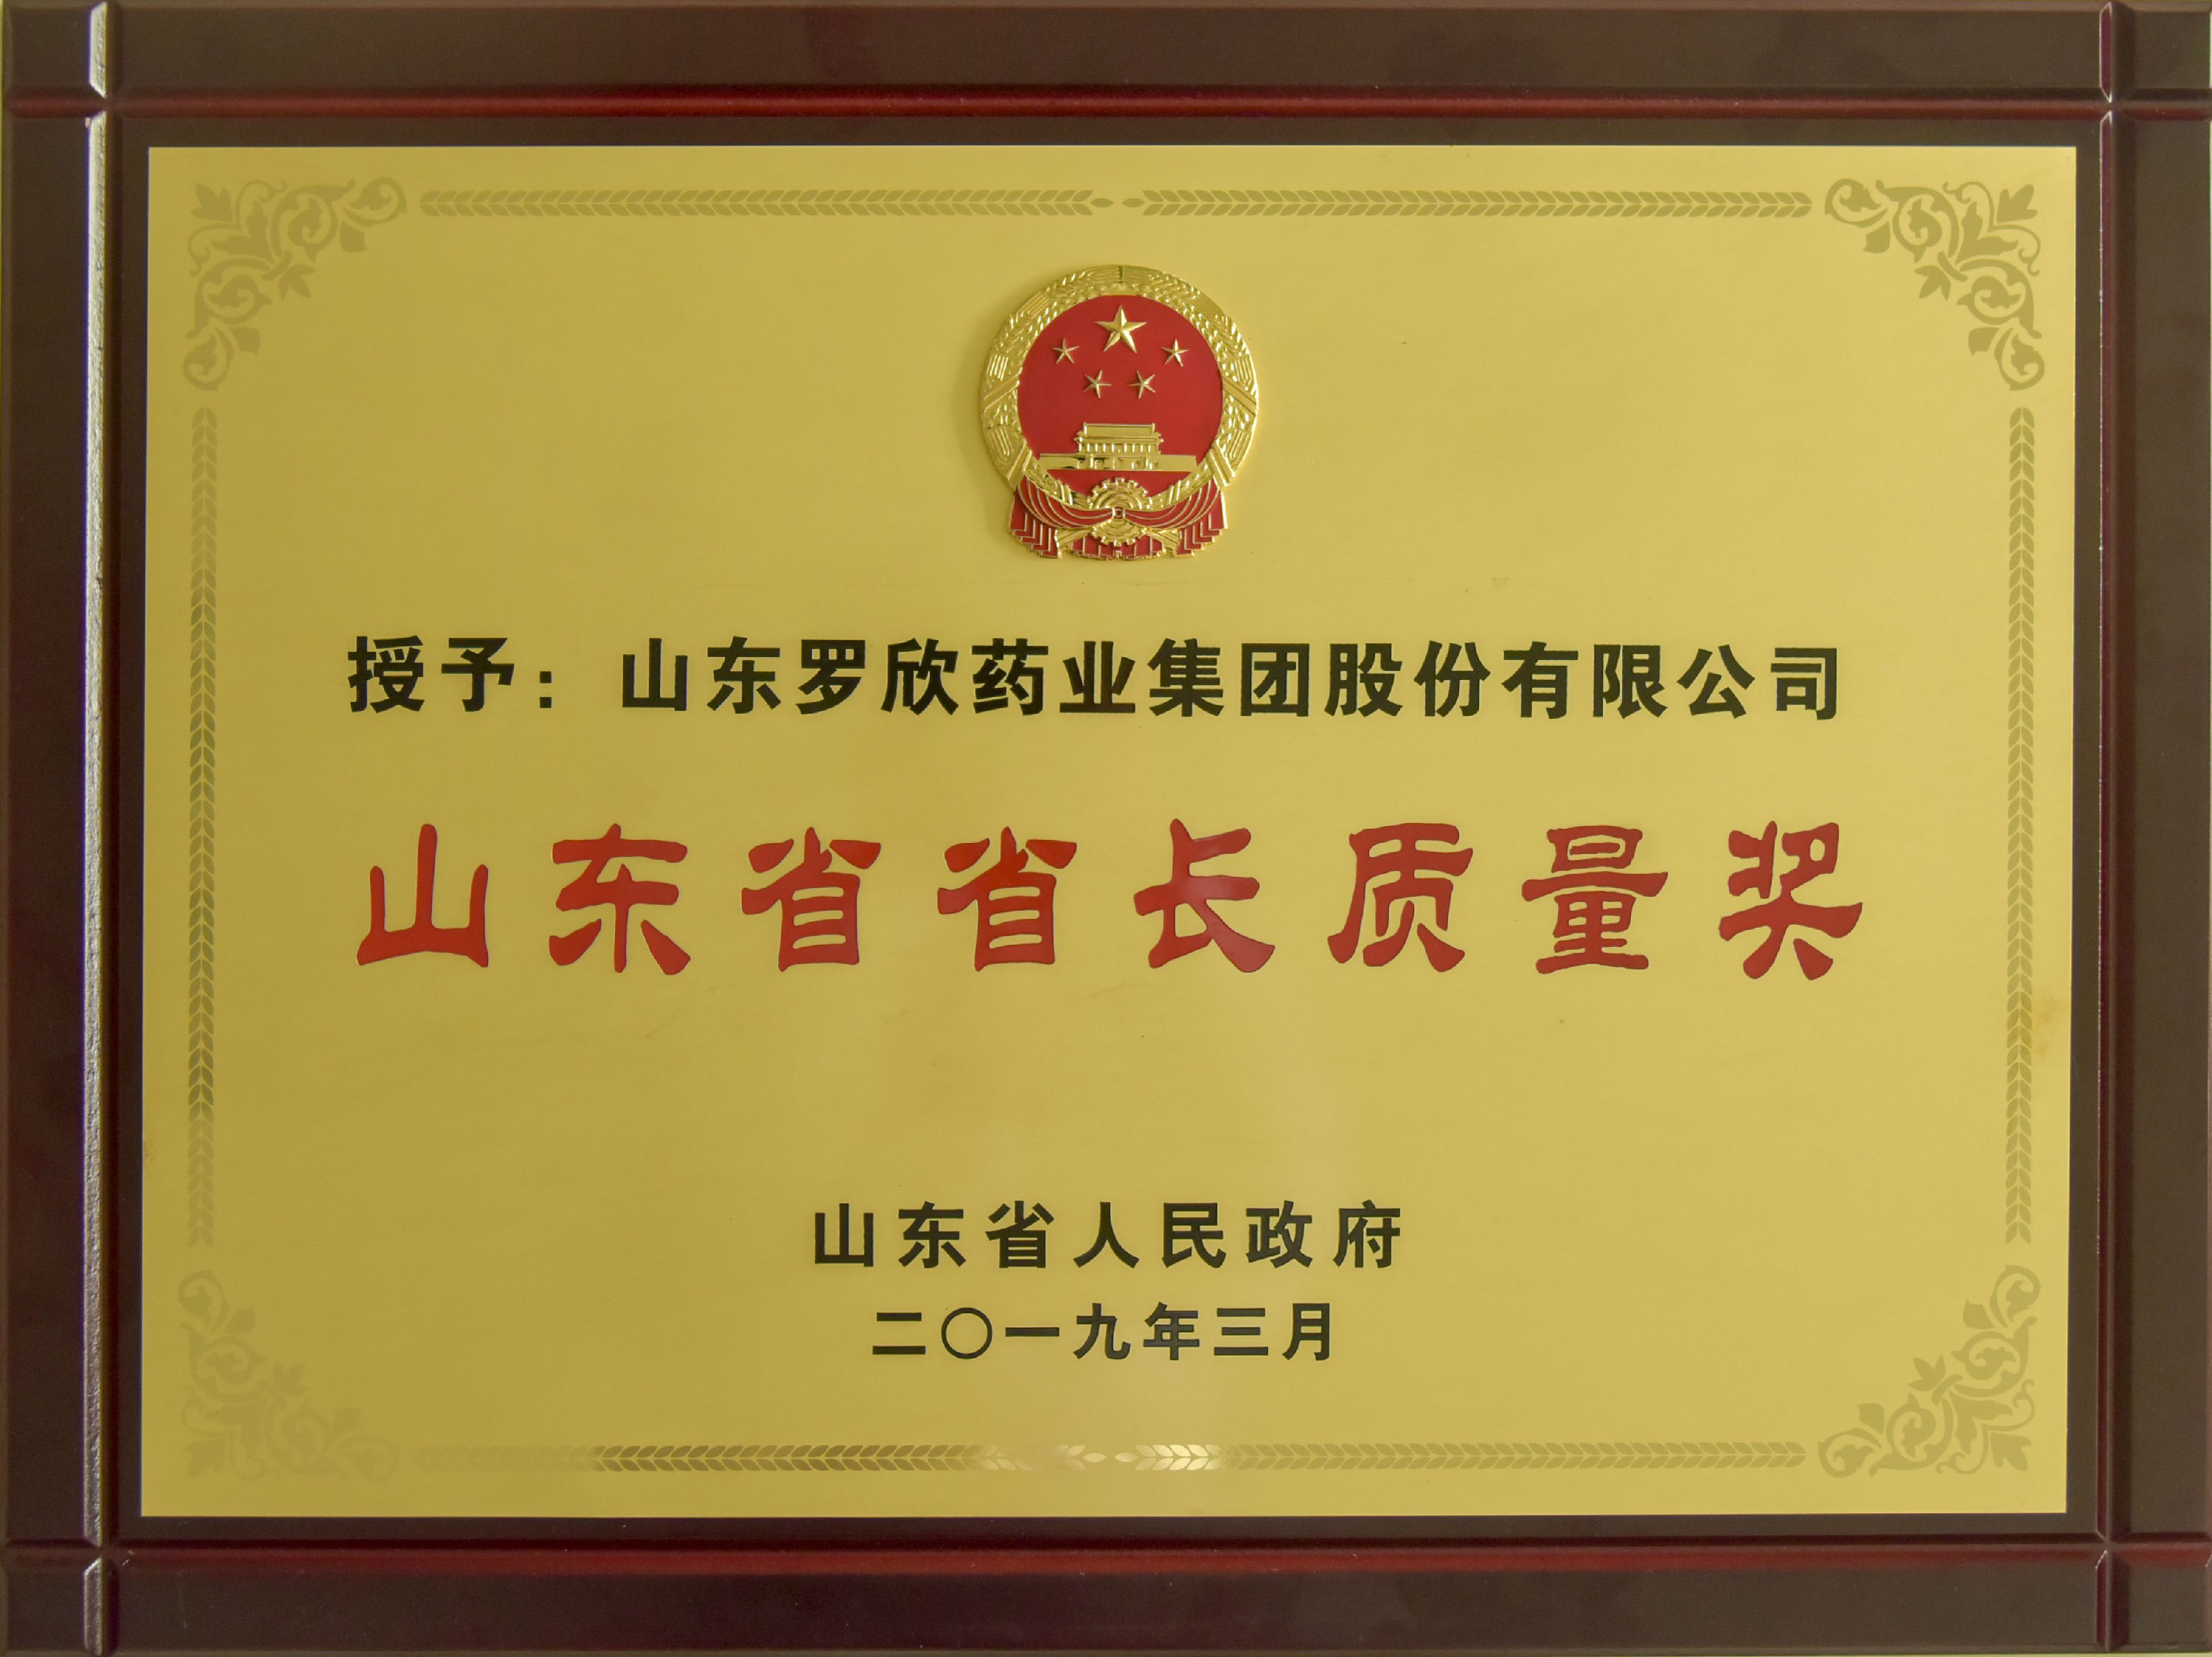 授予：山东罗欣药业集团股份有限公司
山东省省长质量奖
山东省人民政府
二〇一九年三月